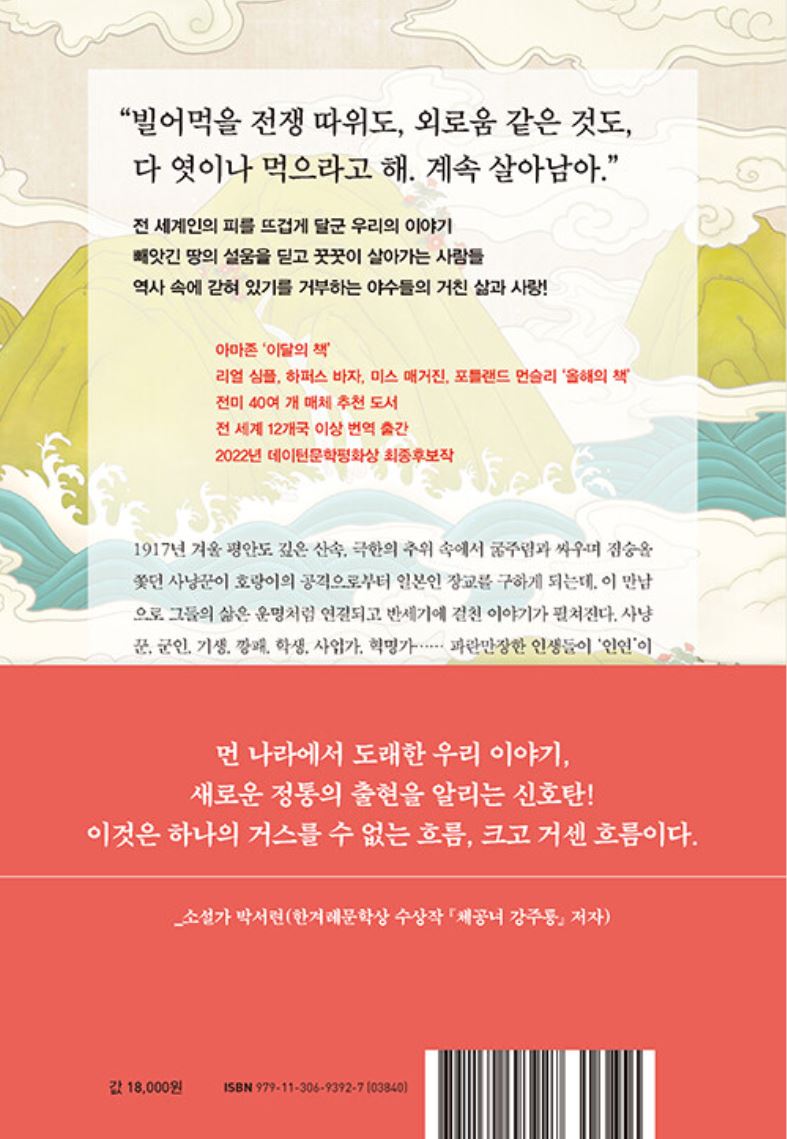 “빌어먹을 전쟁 따위도, 외로움 같은 것도,
다 엿이나 먹으라고 해. 계속 살아남아.”
전 세계인의 피를 뜨겁게 달군 우리의 이야기
빼앗긴 땅의 설움을 딛고 꿋꿋이 살아가는 사람들
역사 속에 갇혀 있기를 거부하는 야수들의 거친 삶과 사랑!
아마존 ‘이달의 책’
리얼 심플, 하퍼스 바자, 미스 매거진, 포틀랜드 먼슬리 ‘올해의 책’
전미 40여 개 매체 추천 도서
전 세계 12개국 이상 번역 출간
2022년 데이턴문학평화상 최종후보작
1917년 겨울 평안도 깊은 산속, 극한의 추위 속에서 굶주림과 싸우며 짐승을
쫓던 사냥꾼이 호랑이의 공격으로부터 일본인 장교를 구하게 되는데, 이 만남
으로 그들의 삶은 운명처럼 연결되고 반세기에 걸친 이야기가 펼쳐진다. 사냥
꾼, 군인, 기생, 깡패, 학생, 사업가, 혁명가…… 파란만장한 인생들이 ‘인연’이
먼 나라에서 도래한 우리 이야기,
새로운 정통의 출현을 알리는 신호탄!
이것은 하나의 거스를 수 없는 흐름, 크고 거센 흐름이다.
_소설가 박서련(한겨레문학상 수상작 『체공녀 강주룡』 저자)
값 18,000원 ISBN 979-11-306-9392-7 (03840)